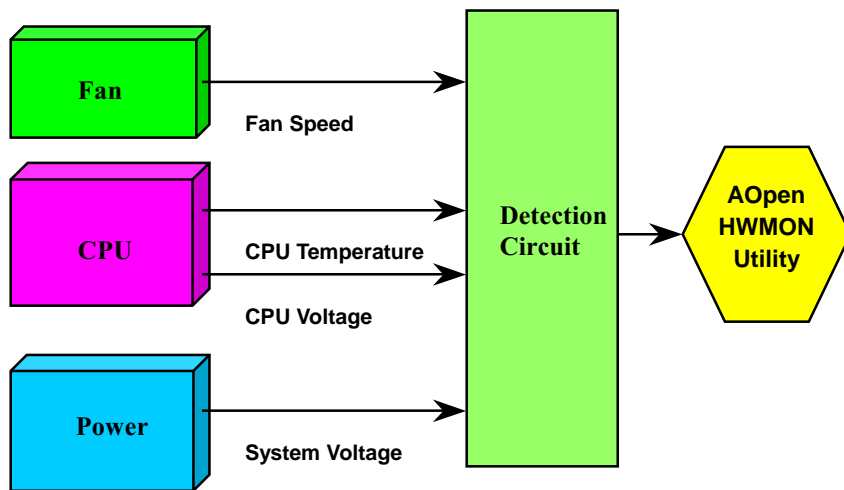 Fan
Fan Speed
CPU
CPU Temperature
CPU Voltage
Power
System Voltage
Detection
Circuit
AOpen
HWMON
Utility